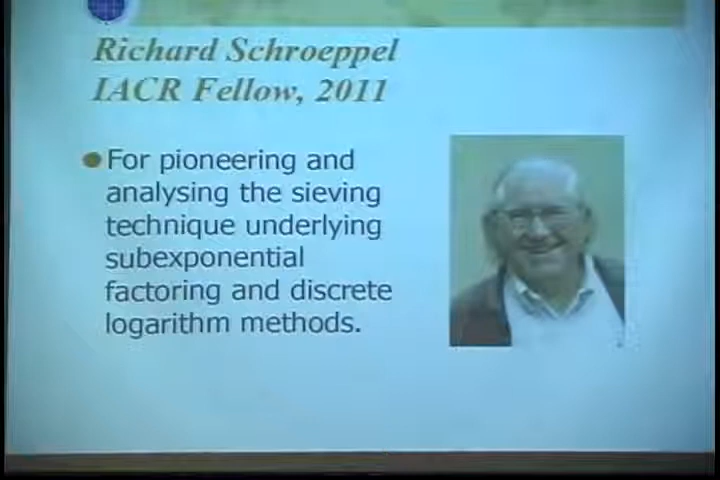 Richard Schroeppel
IACR Fellow, 2011
For pioneering and
analysing the sieving
technique underlying
subexponential
factoring and discrete
logarithm methods.